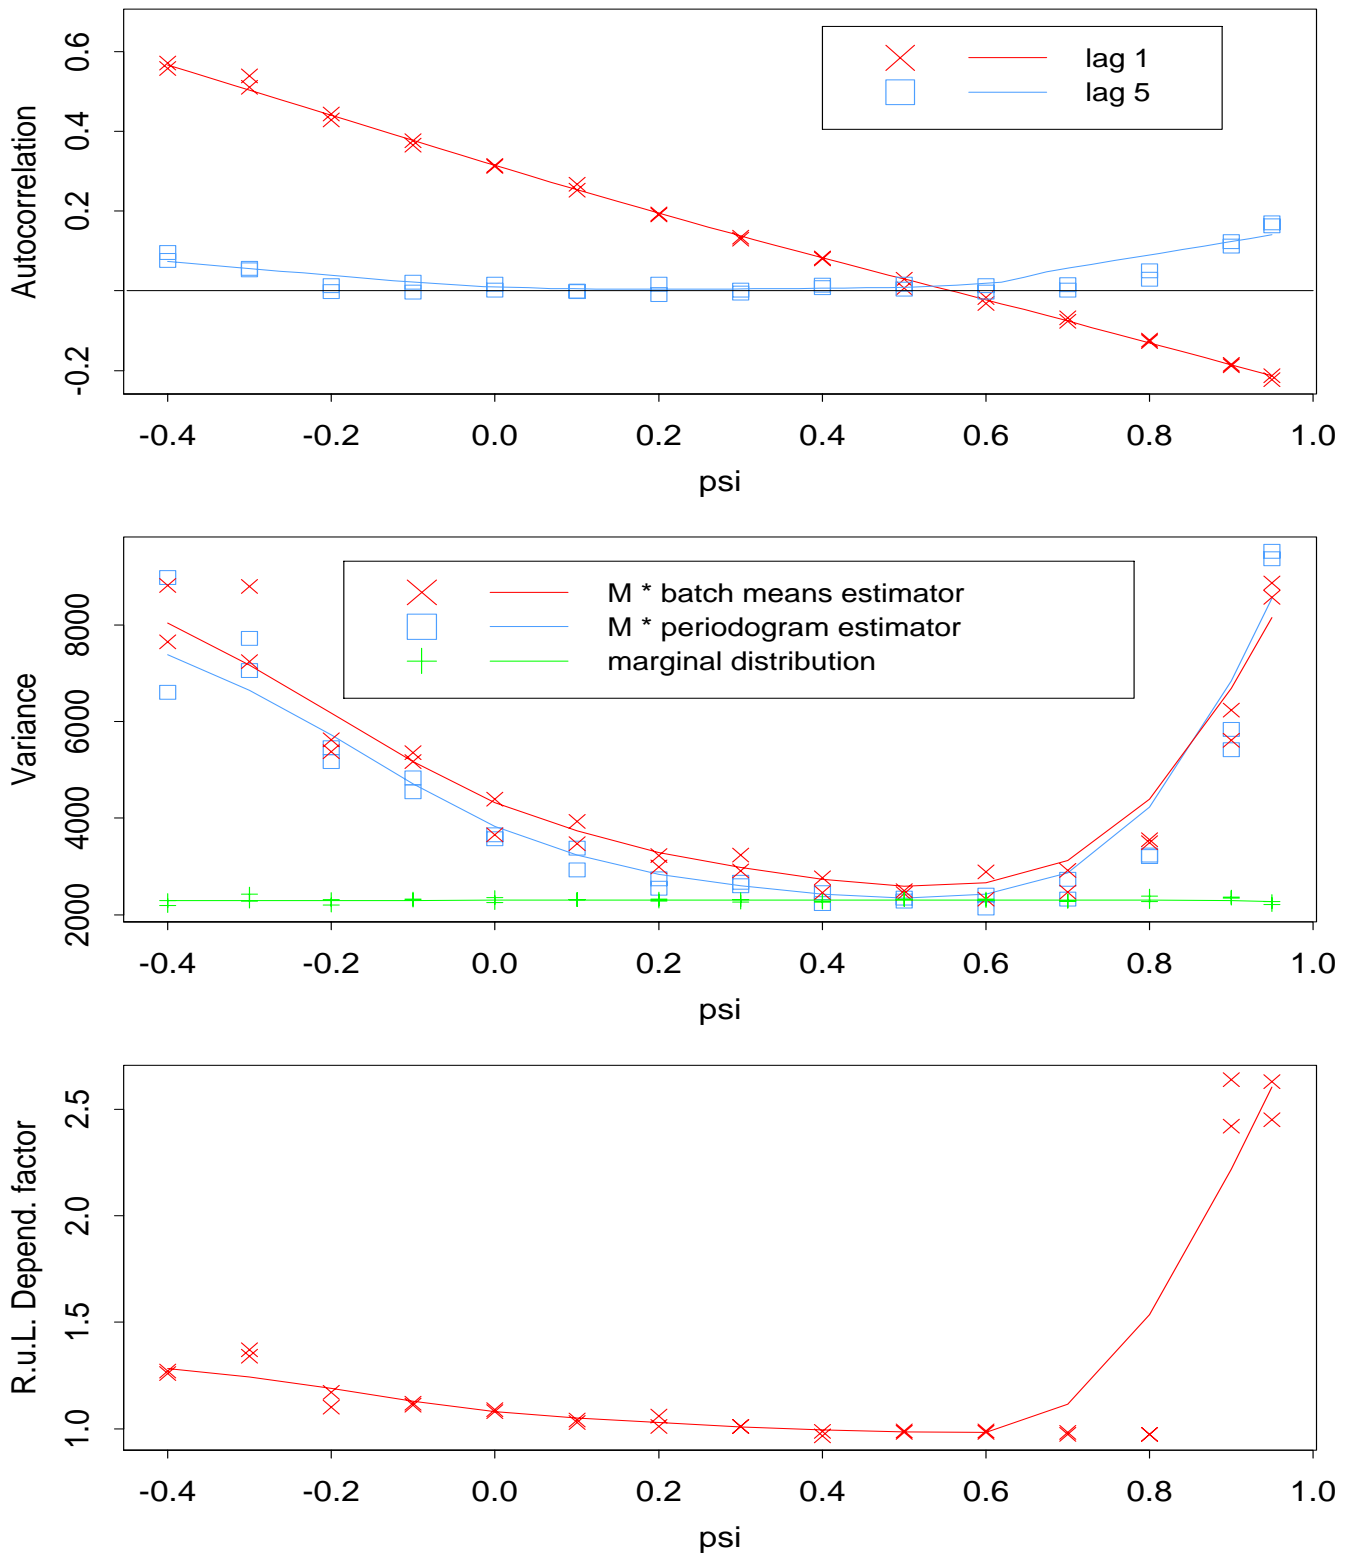 0.6
0.4
0.2
-0.2
Autocorrelation
lag 1
lag 5
-0.4 -0.2 0.0 0.2 0.4 0.6 0.8 1.0
psi
8000
6000
4000
2000
Variance
M * batch means estimator
M * periodogram estimator
marginal distribution
-0.4 -0.2 0.0 0.2 0.4 0.6 0.8 1.0
psi
2.5
2.0
1.5
1.0
R.u.L. Depend. factor
-0.4 -0.2 0.0 0.2 0.4 0.6 0.8 1.0
psi